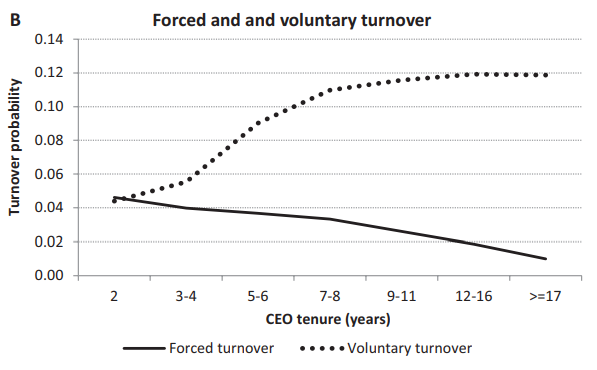 B
Forced and and voluntary turnover
Turnover probability
0.14
0.12
0.10
0.08
0.06
0.04
0.02
0.00
2 3-4 5-6 7-8 9-11 12-16 >=17
CEO tenure (years)
Forced turnover Voluntary turnover